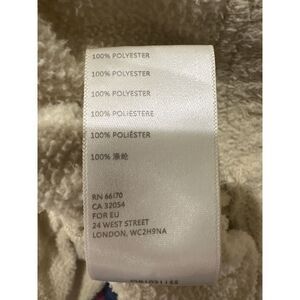 100% POLYESTER
100% POLYESTER
100% POLYESTER
100% POLIESTERE
100% POLIÉSTER
100% 涤纶
RN 66170
CA 32054
FOR EU
24 WEST STREET
LONDON, WC2H9NA